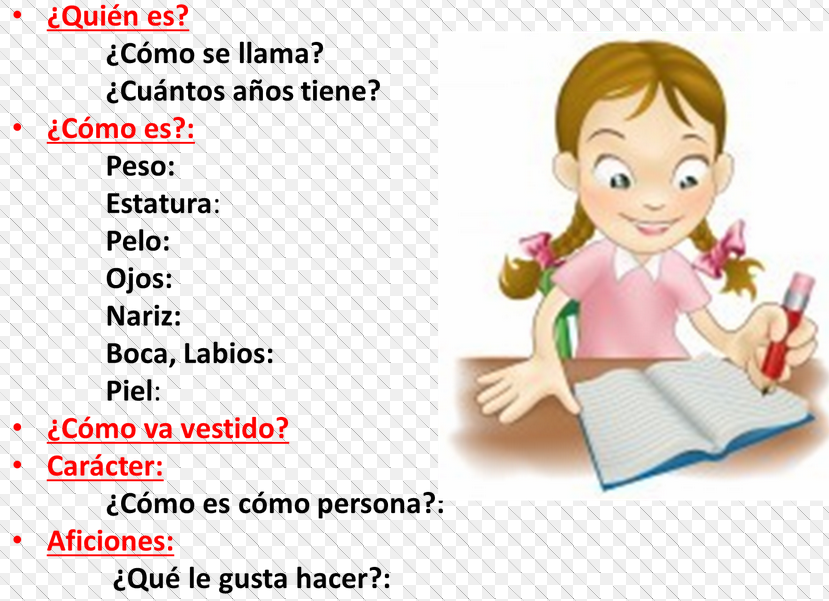 • ¿Quién es?
¿Cómo se llama?
¿Cuántos años tiene?
• ¿Cómo es?:
Peso:
Estatura:
Pelo:
Ojos:
Nariz:
Boca, Labios:
Piel:
• ¿Cómo va vestido?
• Carácter:
¿Cómo es cómo persona?:
• Aficiones:
¿Qué le gusta hacer?: